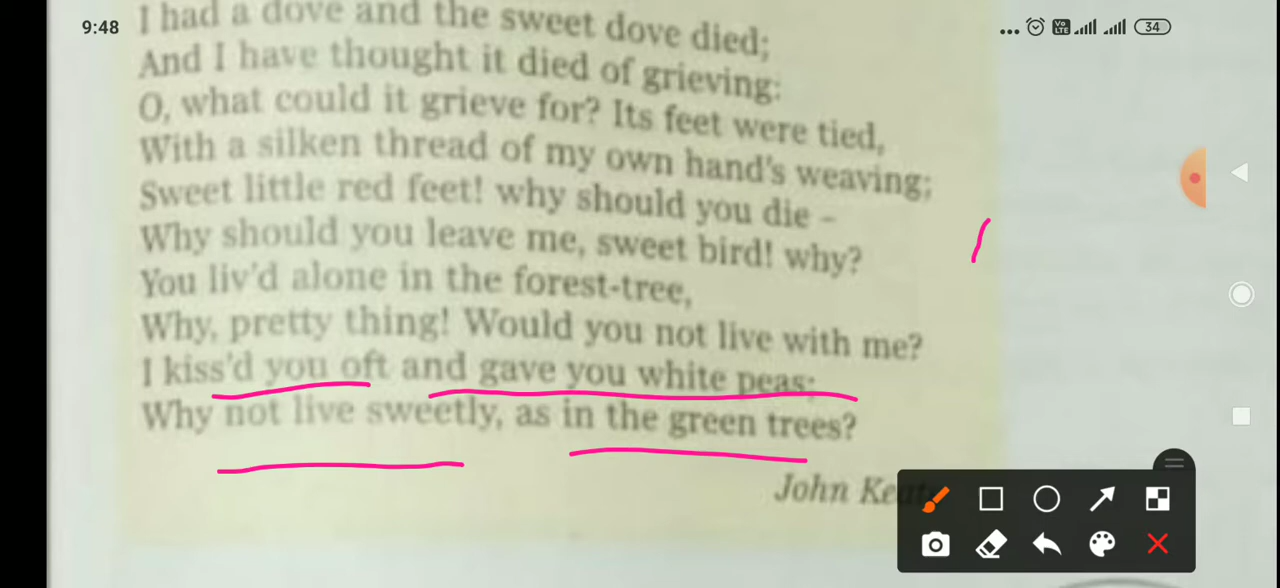 9:48
34
I had a dove and the sweet dove died;
And I have thought it died of grieving:
O, what could it grieve for? Its feet were tied,
With a silken thread of my own hand's weaving;
Sweet little red feet! why should you die –
Why should you leave me, sweet bird! why?
You liv'd alone in the forest-tree,
Why, pretty thing! Would you not live with me?
I kiss'd you oft and gave you white peas;
Why not live sweetly, as in the green trees?
John Keats